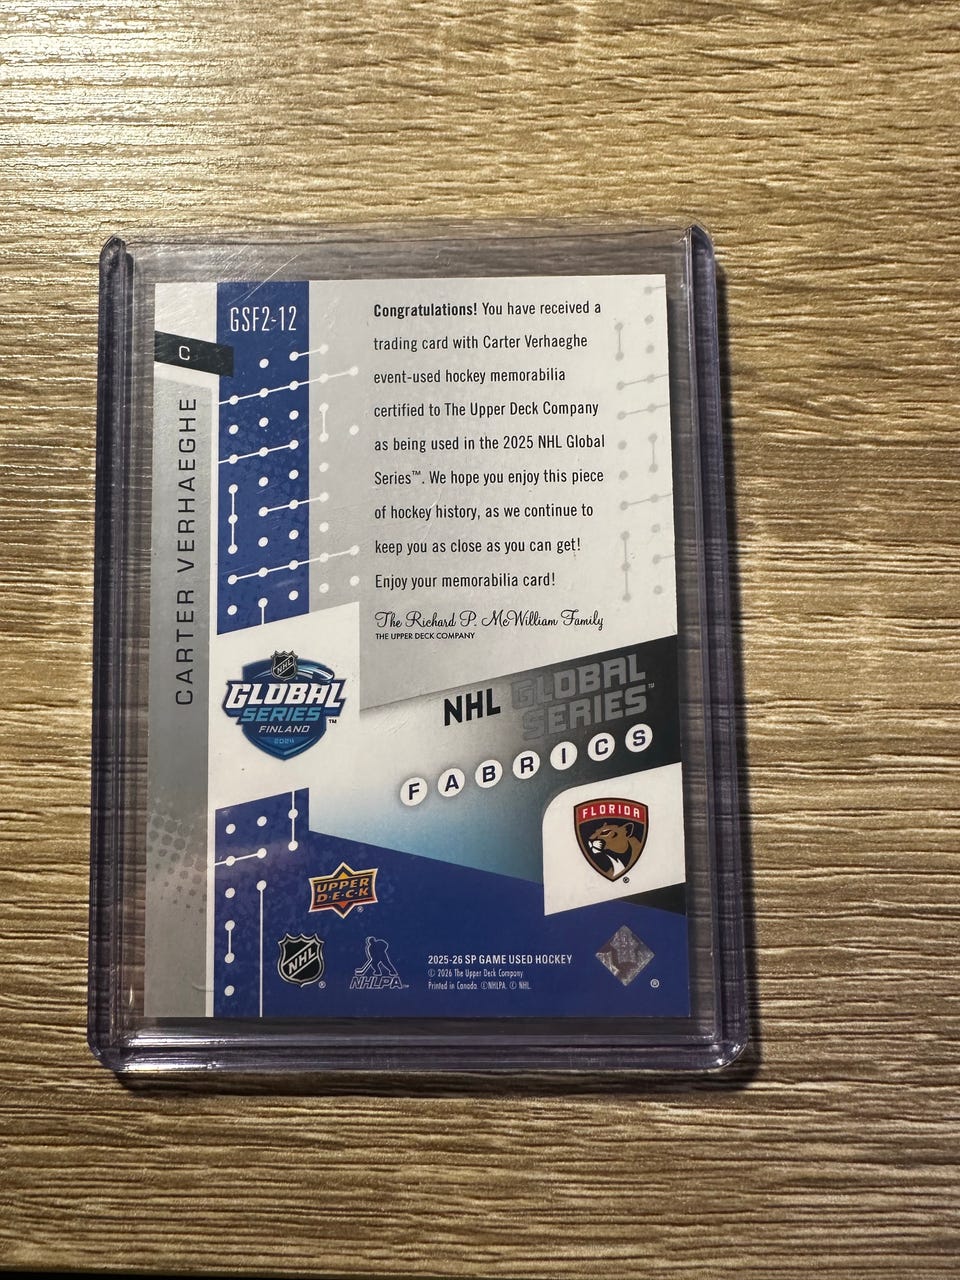 GSF2-12
C
CARTER VERHAEGHE
Congratulations! You have received a
trading card with Carter Verhaeghe
event-used hockey memorabilia
certified to The Upper Deck Company
as being used in the 2025 NHL Global
Series™. We hope you enjoy this piece
of hockey history, as we continue to
keep you as close as you can get!
Enjoy your memorabilia card!
The Richard P. McWilliam Family
THE UPPER DECK COMPANY
NHL
GLOBAL
SERIES™
FINLAND
2024
NHL GLOBAL
SERIES™
FABRICS
FLORIDA
®
UPPER
D·E·C·K
®
NHL
®
NHLPA™
2025-26 SP GAME USED HOCKEY
© 2026 The Upper Deck Company.
Printed in Canada. ©NHLPA. © NHL.
®